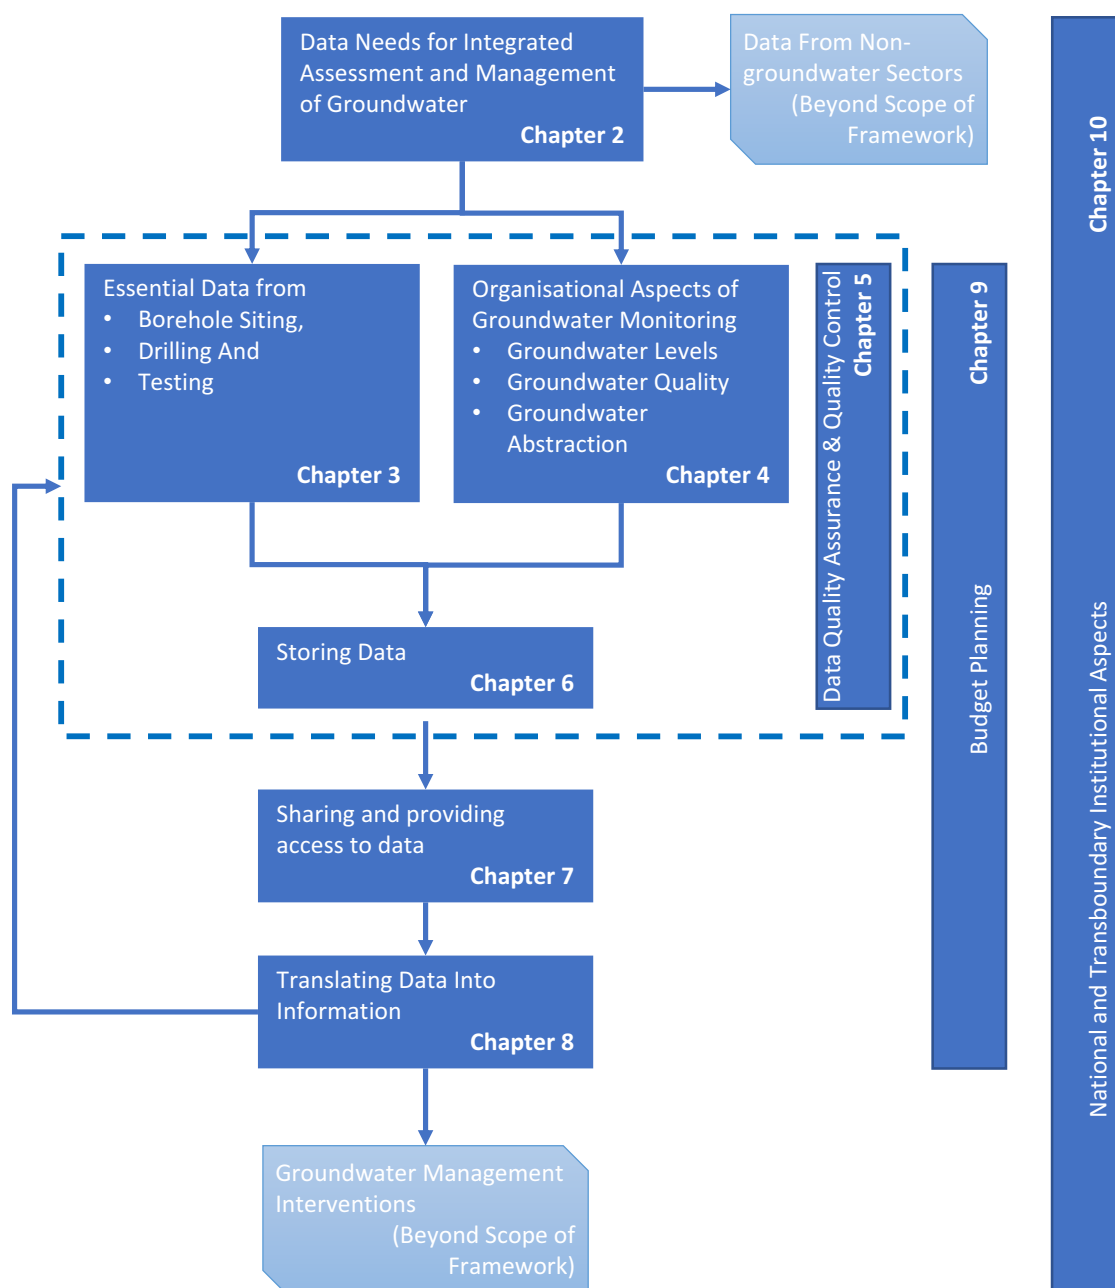 Data Needs for Integrated
Assessment and Management
of Groundwater
Chapter 2
Data From Non-
groundwater Sectors
(Beyond Scope of
Framework)
Essential Data from
• Borehole Siting,
• Drilling And
• Testing
Chapter 3
Organisational Aspects of
Groundwater Monitoring
• Groundwater Levels
• Groundwater Quality
• Groundwater
Abstraction
Chapter 4
Data Quality Assurance & Quality Control
Chapter 5
Storing Data
Chapter 6
Sharing and providing
access to data
Chapter 7
Translating Data Into
Information
Chapter 8
Groundwater Management
Interventions
(Beyond Scope of
Framework)
Budget Planning
Chapter 9
National and Transboundary Institutional Aspects
Chapter 10